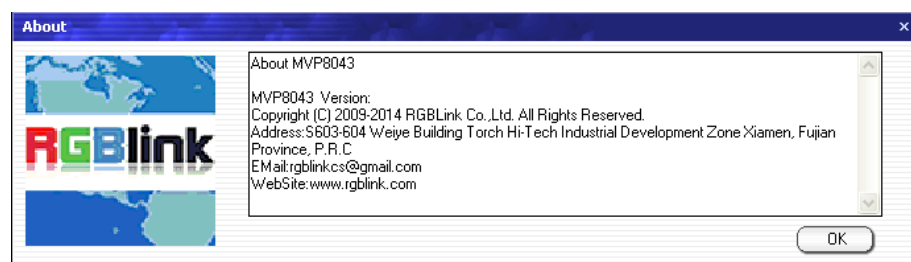 About
RGBlink
About MVP8043
MVP8043 Version:
Copyright (C) 2009-2014 RGBLink Co.,Ltd. All Rights Reserved.
Address:S603-604 Weiye Building Torch Hi-Tech Industrial Development Zone Xiamen, Fujian
Province, P.R.C
EMail:rgblinkcs@gmail.com
WebSite:www.rgblink.com
OK